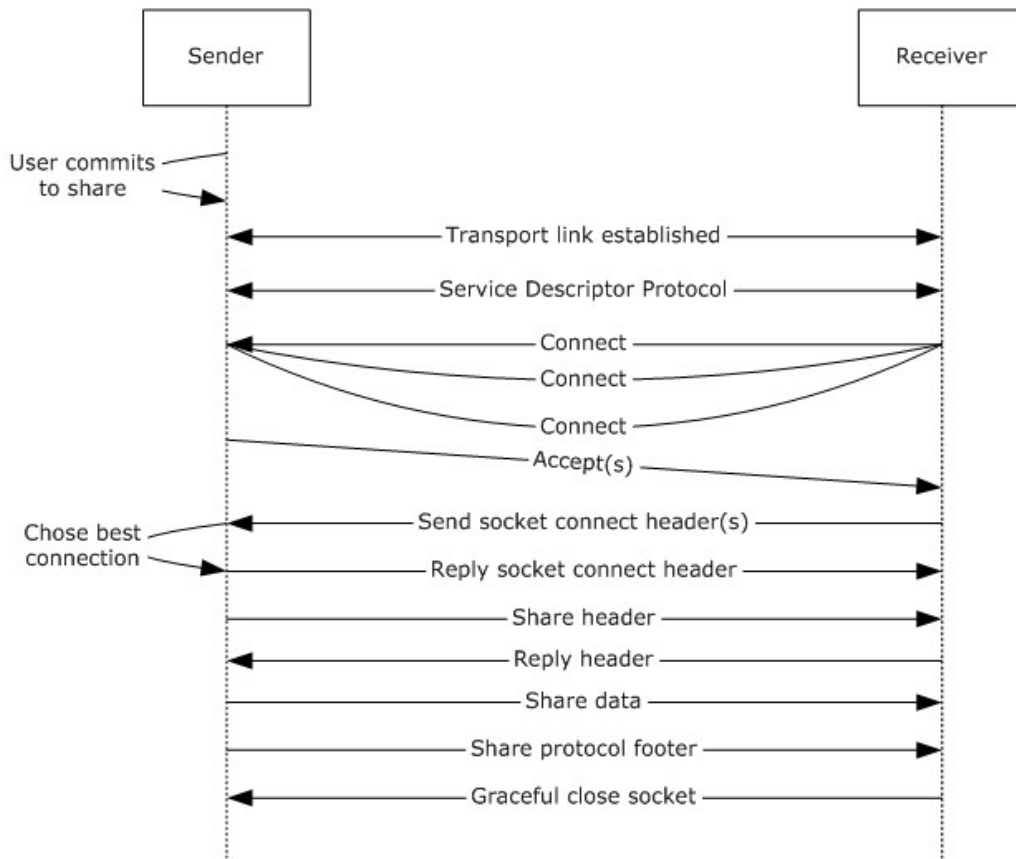 Sender
Receiver
User commits
to share
Transport link established
Service Descriptor Protocol
Connect
Connect
Connect
Accept(s)
Send socket connect header(s)
Chose best
connection
Reply socket connect header
Share header
Reply header
Share data
Share protocol footer
Graceful close socket